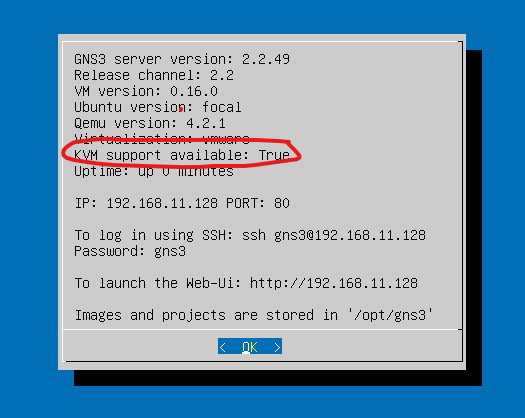 GNS3 server version: 2.2.49
Release channel: 2.2
VM version: 0.16.0
Ubuntu version: focal
Qemu version: 4.2.1
Virtualization: vmware
KVM support available: True
Uptime: up 0 minutes
IP: 192.168.11.128 PORT: 80
To log in using SSH: ssh gns3@192.168.11.128
Password: gns3
To launch the Web-Ui: http://192.168.11.128
Images and projects are stored in '/opt/gns3'
< OK >